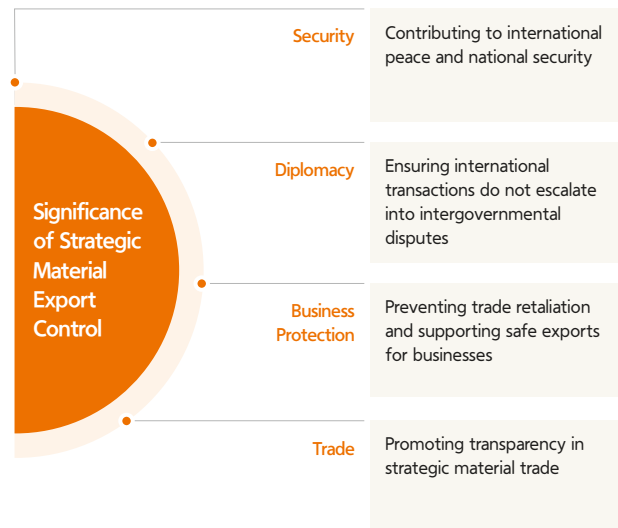 Significance
of Strategic
Material
Export
Control
Security
Contributing to international
peace and national security
Diplomacy
Ensuring international
transactions do not escalate
into intergovernmental
disputes
Business
Protection
Preventing trade retaliation
and supporting safe exports
for businesses
Trade
Promoting transparency in
strategic material trade